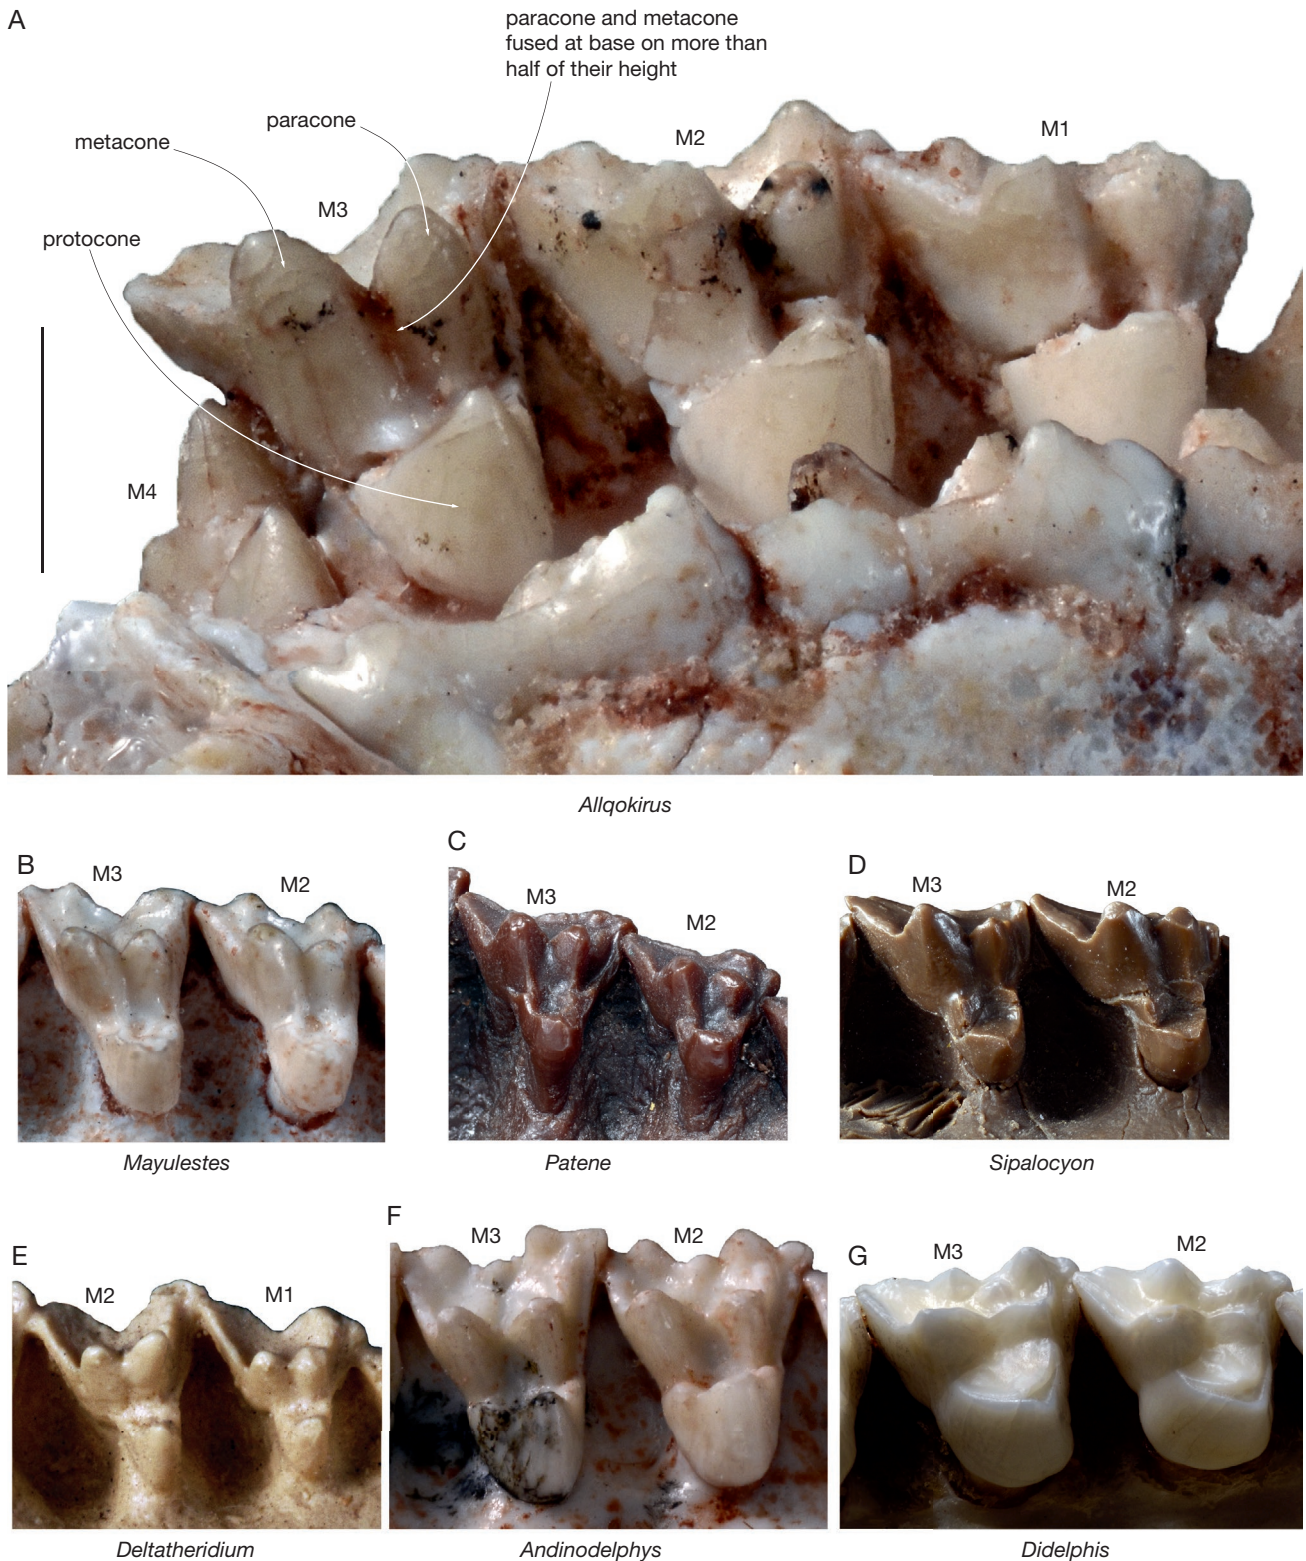 A
paracone and metacone
fused at base on more than
half of their height
paracone
metacone
M2
M1
M3
protocone
M4
Allqokirus
B
M3
M2
Mayulestes
C
M3
M2
Patene
D
M3
M2
Sipalocyon
E
M2
M1
Deltatheridium
F
M3
M2
Andinodelphys
G
M3
M2
Didelphis